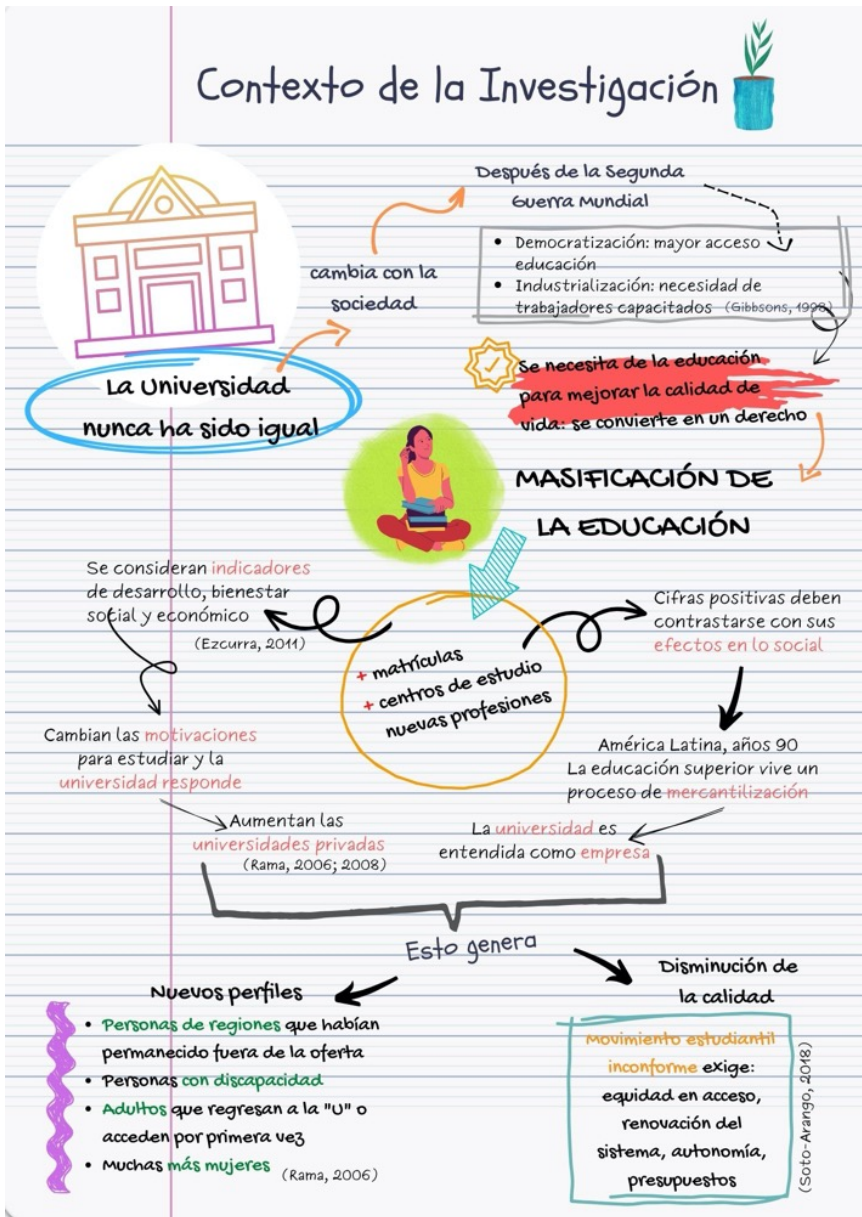 Contexto de la Investigación
Después de la Segunda
Guerra Mundial
• Democratización: mayor acceso
educación
• Industrialización: necesidad de
trabajadores capacitados (Gibbsons, 1998)
cambia con la
sociedad
La Universidad
nunca ha sido igual
Se necesita de la educación
para mejorar la calidad de
vida: se convierte en un derecho
MASIFICACIÓN DE
LA EDUCACIÓN
Se consideran indicadores
de desarrollo, bienestar
social y económico
(Ezcurra, 2011)
+ matrículas
+ centros de estudio
nuevas profesiones
Cifras positivas deben
contrastarse con sus
efectos en lo social
Cambian las motivaciones
para estudiar y la
universidad responde
América Latina, años 90
La educación superior vive un
proceso de mercantilización
Aumentan las
universidades privadas
(Rama, 2006; 2008)
La universidad es
entendida como empresa
Esto genera
Nuevos perfiles
• Personas de regiones que habían
permanecido fuera de la oferta
• Personas con discapacidad
• Adultos que regresan a la "U" o
acceden por primera vez
• Muchas más mujeres (Rama, 2006)
Disminución de
la calidad
Movimiento estudiantil
inconforme exige:
equidad en acceso,
renovación del
sistema, autonomía,
presupuestos
(Soto-Arango, 2018)